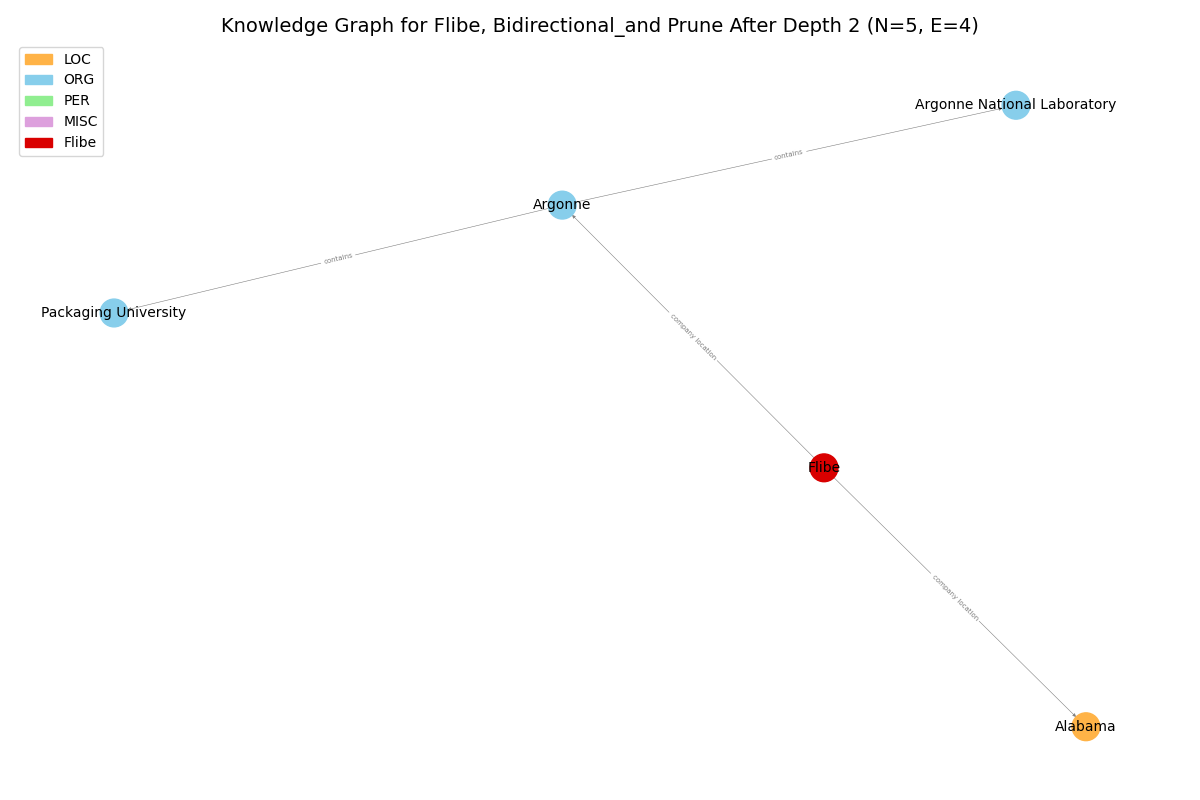 Knowledge Graph for Flibe, Bidirectional_and Prune After Depth 2 (N=5, E=4)
LOC
ORG
PER
MISC
Flibe
Argonne National Laboratory
contains
Argonne
contains
Packaging University
company location
Flibe
company location
Alabama